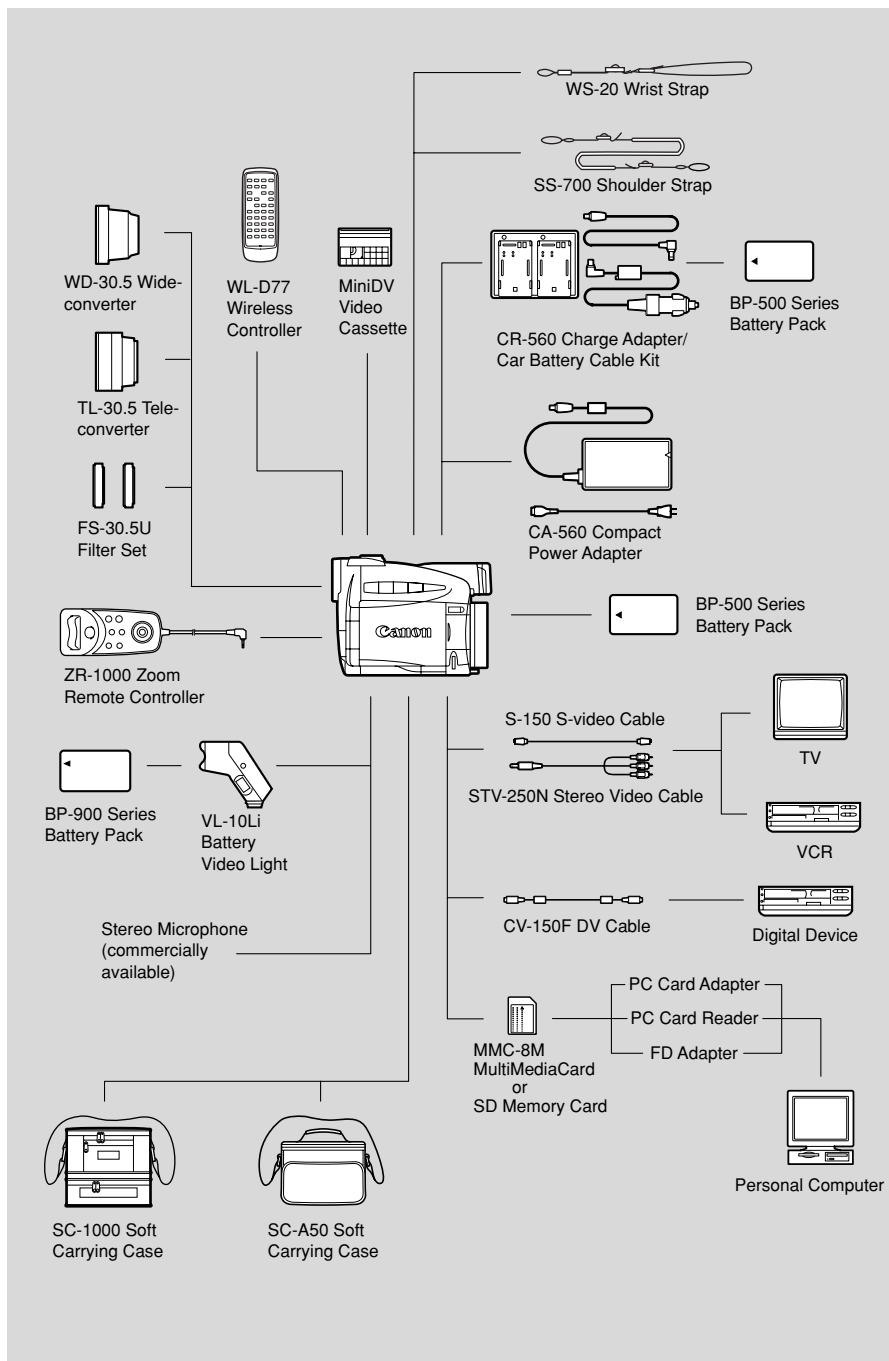 WS-20 Wrist Strap
SS-700 Shoulder Strap
WD-30.5 Wide-
converter
WL-D77
Wireless
Controller
MiniDV
Video
Cassette
CR-560 Charge Adapter/
Car Battery Cable Kit
BP-500 Series
Battery Pack
TL-30.5 Tele-
converter
FS-30.5U
Filter Set
CA-560 Compact
Power Adapter
Canon
BP-500 Series
Battery Pack
ZR-1000 Zoom
Remote Controller
S-150 S-video Cable
STV-250N Stereo Video Cable
TV
VCR
BP-900 Series
Battery Pack
VL-10Li
Battery
Video Light
CV-150F DV Cable
Digital Device
Stereo Microphone
(commercially
available)
PC Card Adapter
PC Card Reader
FD Adapter
MMC-8M
MultiMediaCard
or
SD Memory Card
Personal Computer
SC-1000 Soft
Carrying Case
SC-A50 Soft
Carrying Case